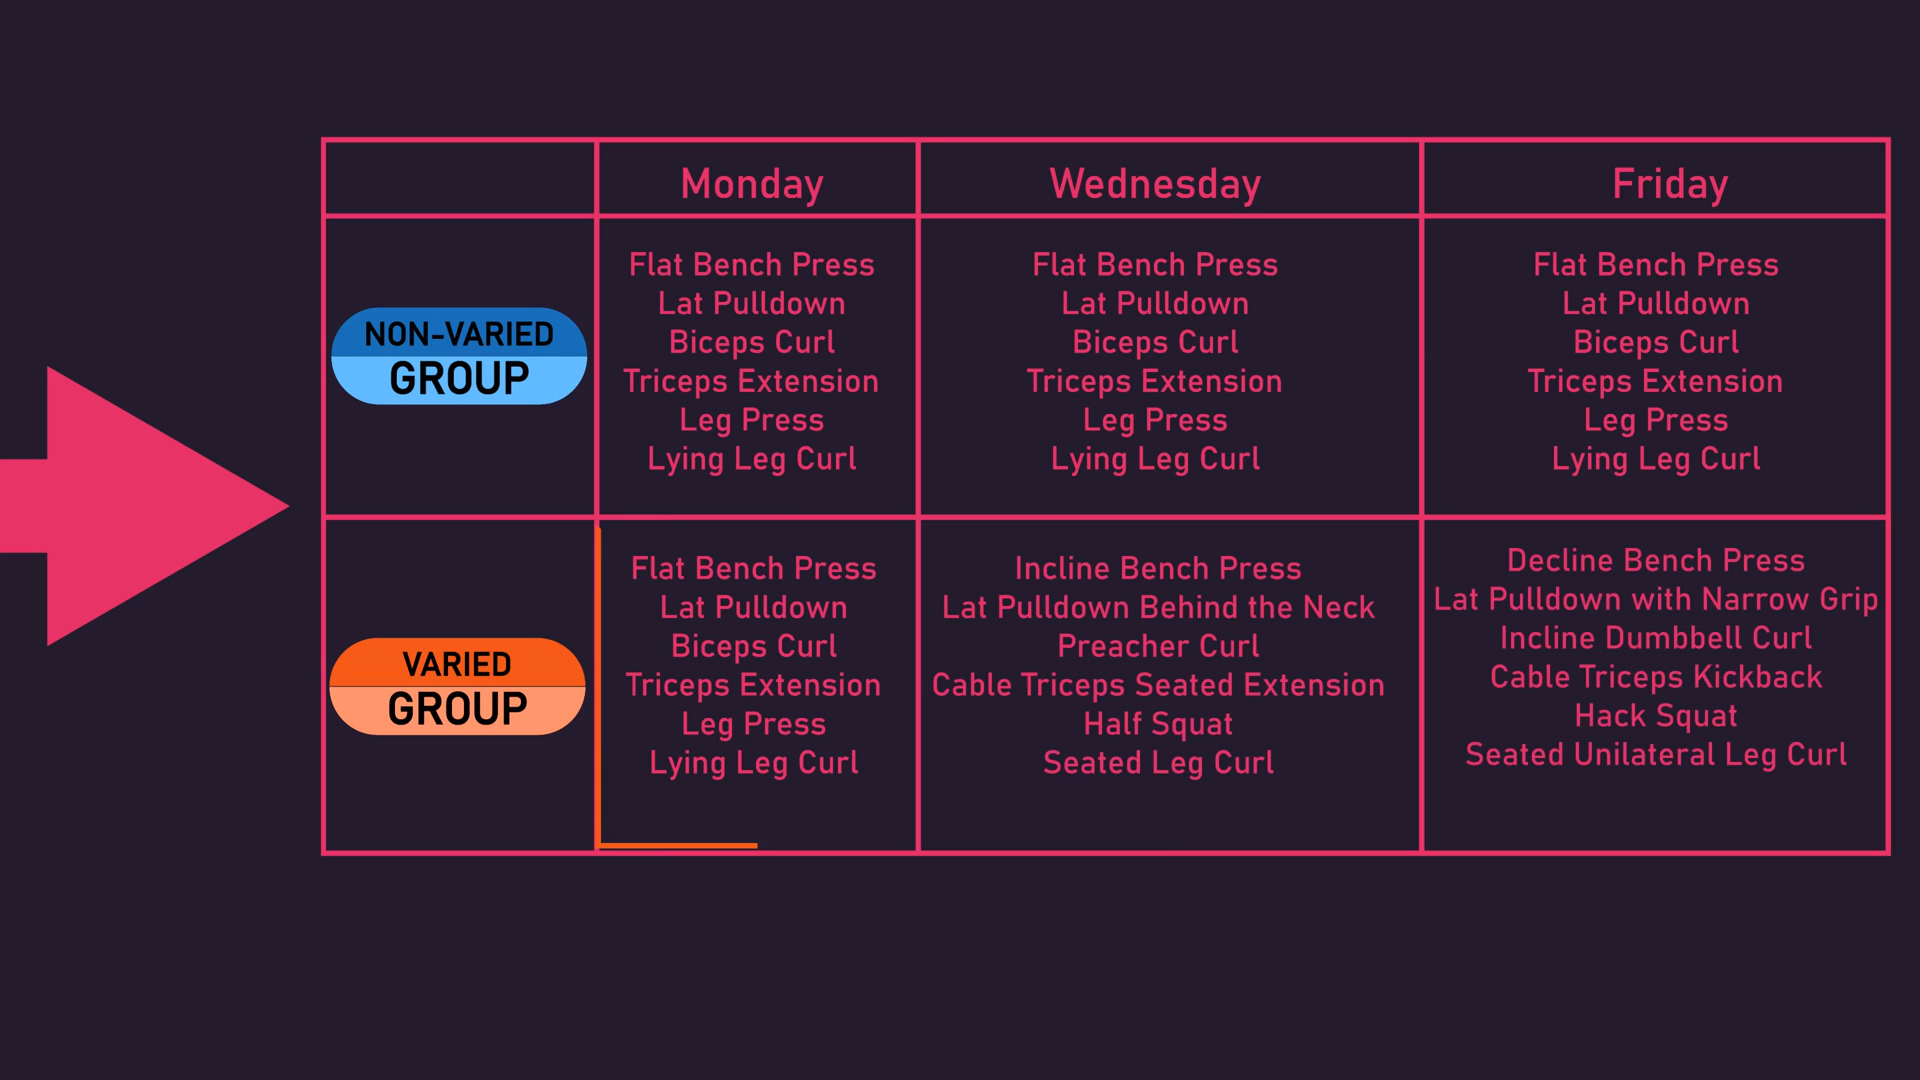 Monday
Wednesday
Friday
NON-VARIED
GROUP
Flat Bench Press
Lat Pulldown
Biceps Curl
Triceps Extension
Leg Press
Lying Leg Curl
Flat Bench Press
Lat Pulldown
Biceps Curl
Triceps Extension
Leg Press
Lying Leg Curl
Flat Bench Press
Lat Pulldown
Biceps Curl
Triceps Extension
Leg Press
Lying Leg Curl
VARIED
GROUP
Flat Bench Press
Lat Pulldown
Biceps Curl
Triceps Extension
Leg Press
Lying Leg Curl
Incline Bench Press
Lat Pulldown Behind the Neck
Preacher Curl
Cable Triceps Seated Extension
Half Squat
Seated Leg Curl
Decline Bench Press
Lat Pulldown with Narrow Grip
Incline Dumbbell Curl
Cable Triceps Kickback
Hack Squat
Seated Unilateral Leg Curl